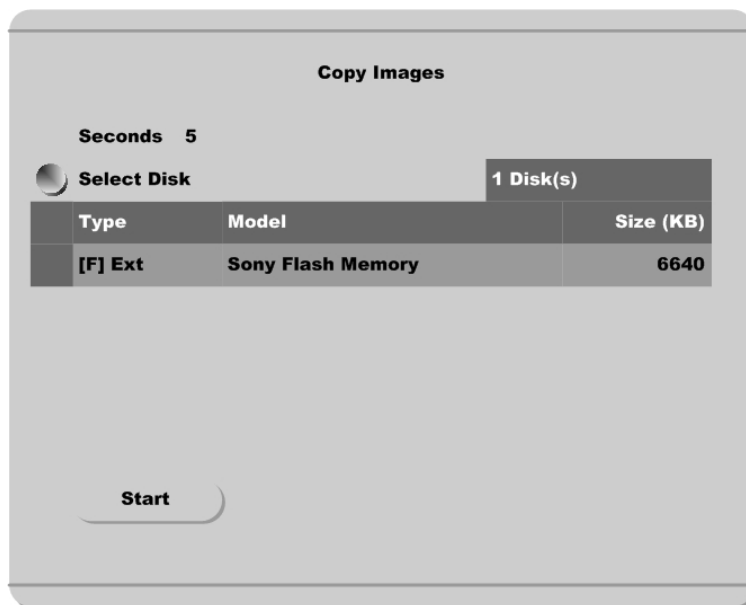 Copy Images
Seconds 5
Select Disk 1 Disk(s)
Type Model Size (KB)
[F] Ext Sony Flash Memory 6640
Start